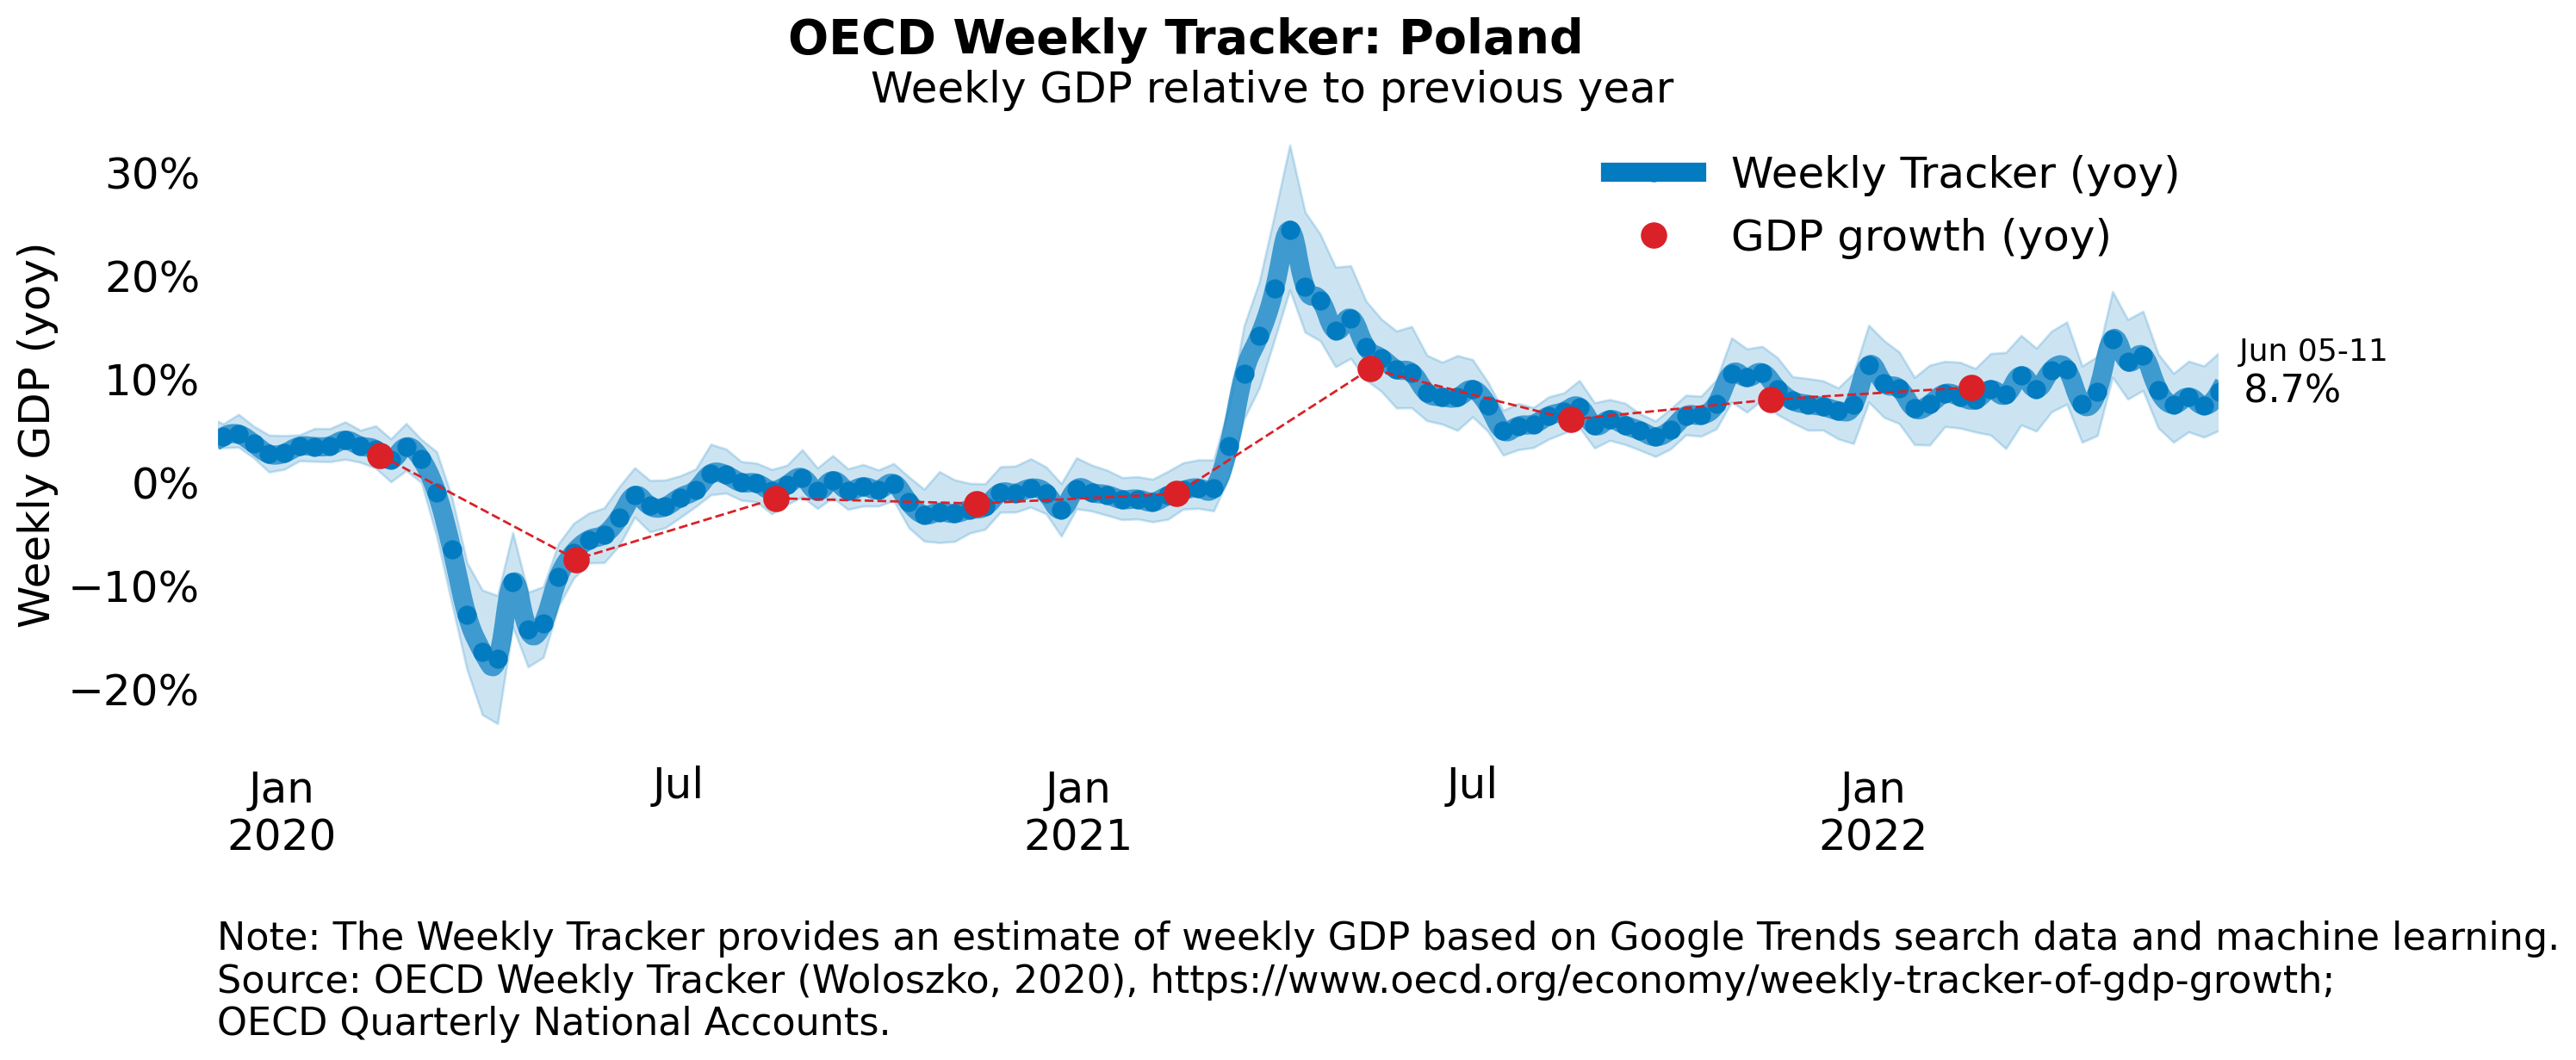 OECD Weekly Tracker: Poland
Weekly GDP relative to previous year
Weekly GDP (yoy)
30%
20%
10%
0%
−10%
−20%
Weekly Tracker (yoy)
GDP growth (yoy)
Jun 05-11
8.7%
Jan
2020
Jul
Jan
2021
Jul
Jan
2022
Note: The Weekly Tracker provides an estimate of weekly GDP based on Google Trends search data and machine learning.
Source: OECD Weekly Tracker (Woloszko, 2020), https://www.oecd.org/economy/weekly-tracker-of-gdp-growth;
OECD Quarterly National Accounts.